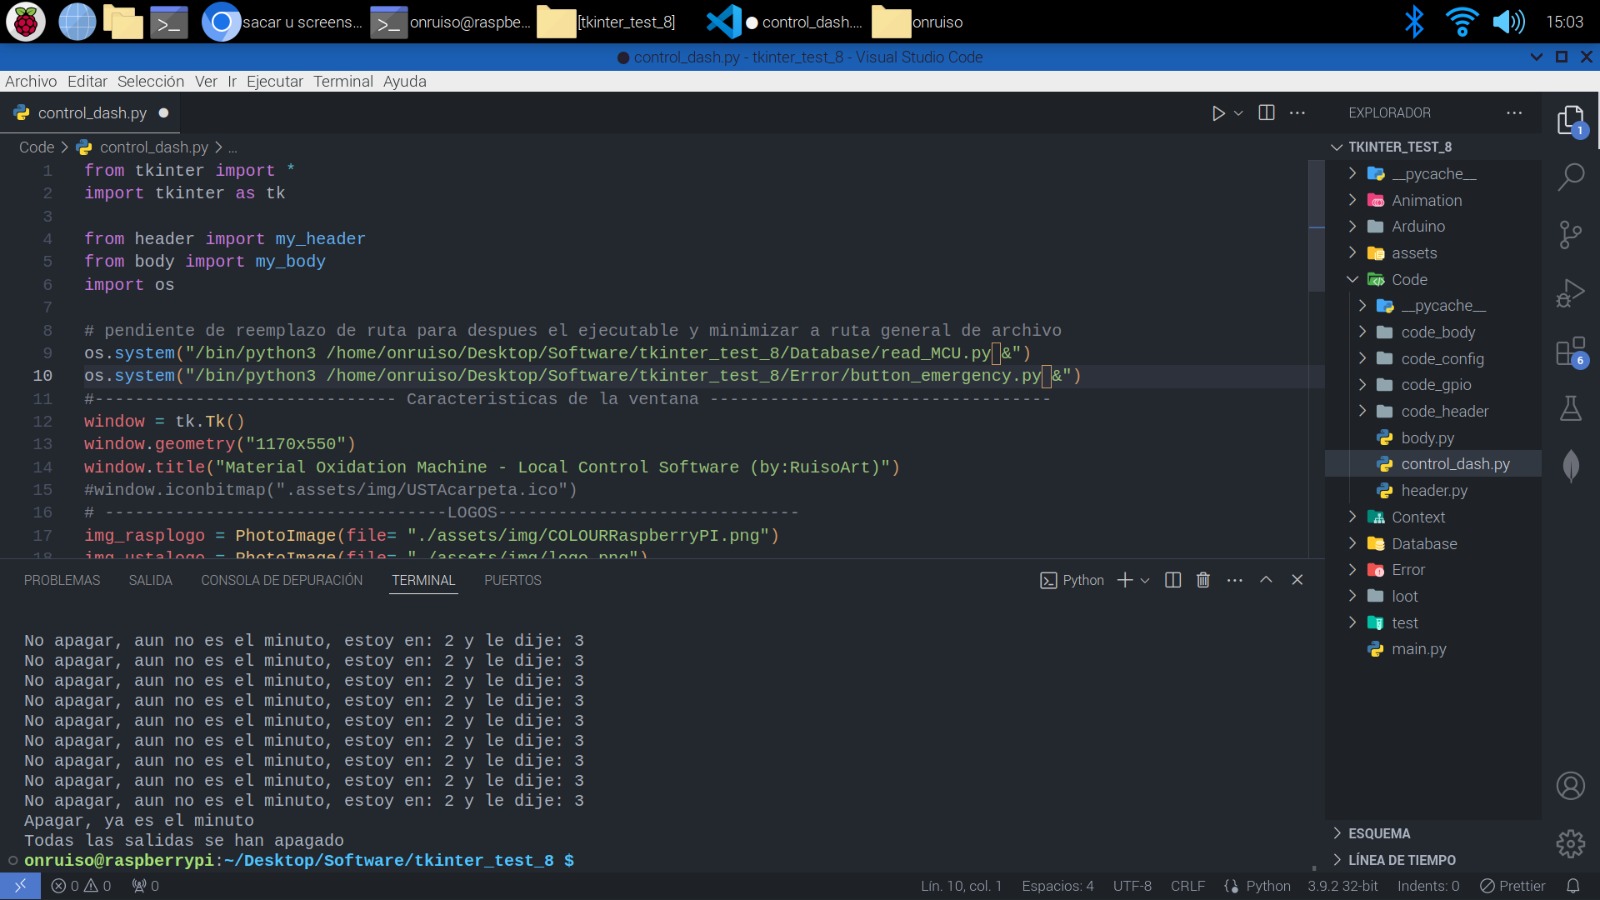 sacar u screens...
onruiso@raspbe...
[tkinter_test_8]
control_dash....
onruiso
15:03
control_dash.py - tkinter_test_8 - Visual Studio Code
Archivo Editar Selección Ver Ir Ejecutar Terminal Ayuda
control_dash.py
Code > control_dash.py > ...
1 from tkinter import *
2 import tkinter as tk
3
4 from header import my_header
5 from body import my_body
6 import os
7
8 # pendiente de reemplazo de ruta para despues el ejecutable y minimizar a ruta general de archivo
9 os.system("/bin/python3 /home/onruiso/Desktop/Software/tkinter_test_8/Database/read_MCU.py &")
10 os.system("/bin/python3 /home/onruiso/Desktop/Software/tkinter_test_8/Error/button_emergency.py &")
11 #------------------------------ Caracteristicas de la ventana ----------------------------------
12 window = tk.Tk()
13 window.geometry("1170x550")
14 window.title("Material Oxidation Machine - Local Control Software (by:RuisoArt)")
15 #window.iconbitmap(".assets/img/USTAcarpeta.ico")
16 # ----------------------------------LOGOS------------------------------
17 img_rasplogo = PhotoImage(file= "./assets/img/COLOURRaspberryPI.png")
18 img_ustalogo = PhotoImage(file= "./assets/img/logo.png")
PROBLEMAS SALIDA CONSOLA DE DEPURACIÓN TERMINAL PUERTOS
Python
No apagar, aun no es el minuto, estoy en: 2 y le dije: 3
No apagar, aun no es el minuto, estoy en: 2 y le dije: 3
No apagar, aun no es el minuto, estoy en: 2 y le dije: 3
No apagar, aun no es el minuto, estoy en: 2 y le dije: 3
No apagar, aun no es el minuto, estoy en: 2 y le dije: 3
No apagar, aun no es el minuto, estoy en: 2 y le dije: 3
No apagar, aun no es el minuto, estoy en: 2 y le dije: 3
No apagar, aun no es el minuto, estoy en: 2 y le dije: 3
No apagar, aun no es el minuto, estoy en: 2 y le dije: 3
Apagar, ya es el minuto
Todas las salidas se han apagado
onruiso@raspberrypi:~/Desktop/Software/tkinter_test_8 $
EXPLORADOR
TKINTER_TEST_8
__pycache__
Animation
Arduino
assets
Code
__pycache__
code_body
code_config
code_gpio
code_header
body.py
control_dash.py
header.py
Context
Database
Error
loot
test
main.py
ESQUEMA
LÍNEA DE TIEMPO
1
6
0 0 0
Lín. 10, col. 1 Espacios: 4 UTF-8 CRLF Python 3.9.2 32-bit Indents: 0 Prettier